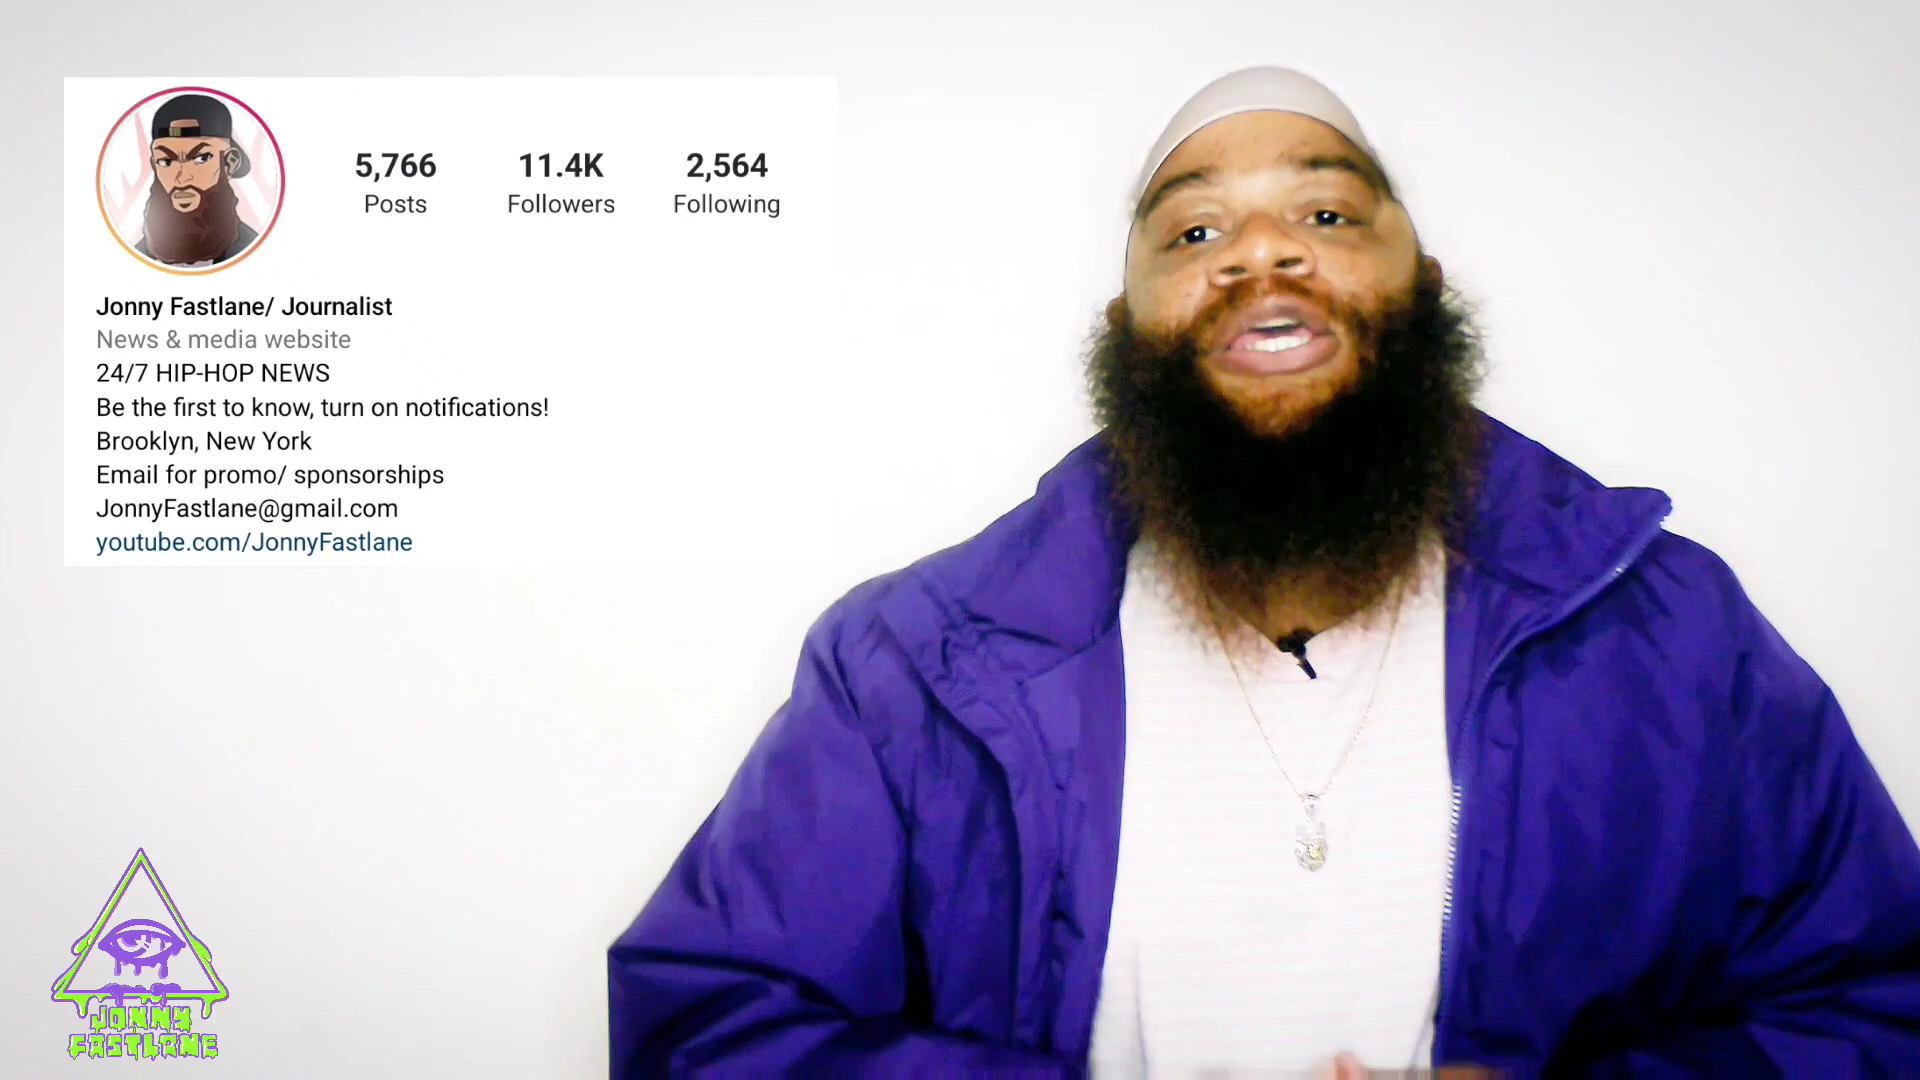 5,766 11.4K 2,564
Posts Followers Following
Jonny Fastlane/ Journalist
News & media website
24/7 HIP-HOP NEWS
Be the first to know, turn on notifications!
Brooklyn, New York
Email for promo/ sponsorships
JonnyFastlane@gmail.com
youtube.com/JonnyFastlane
JONNY
FASTLANE